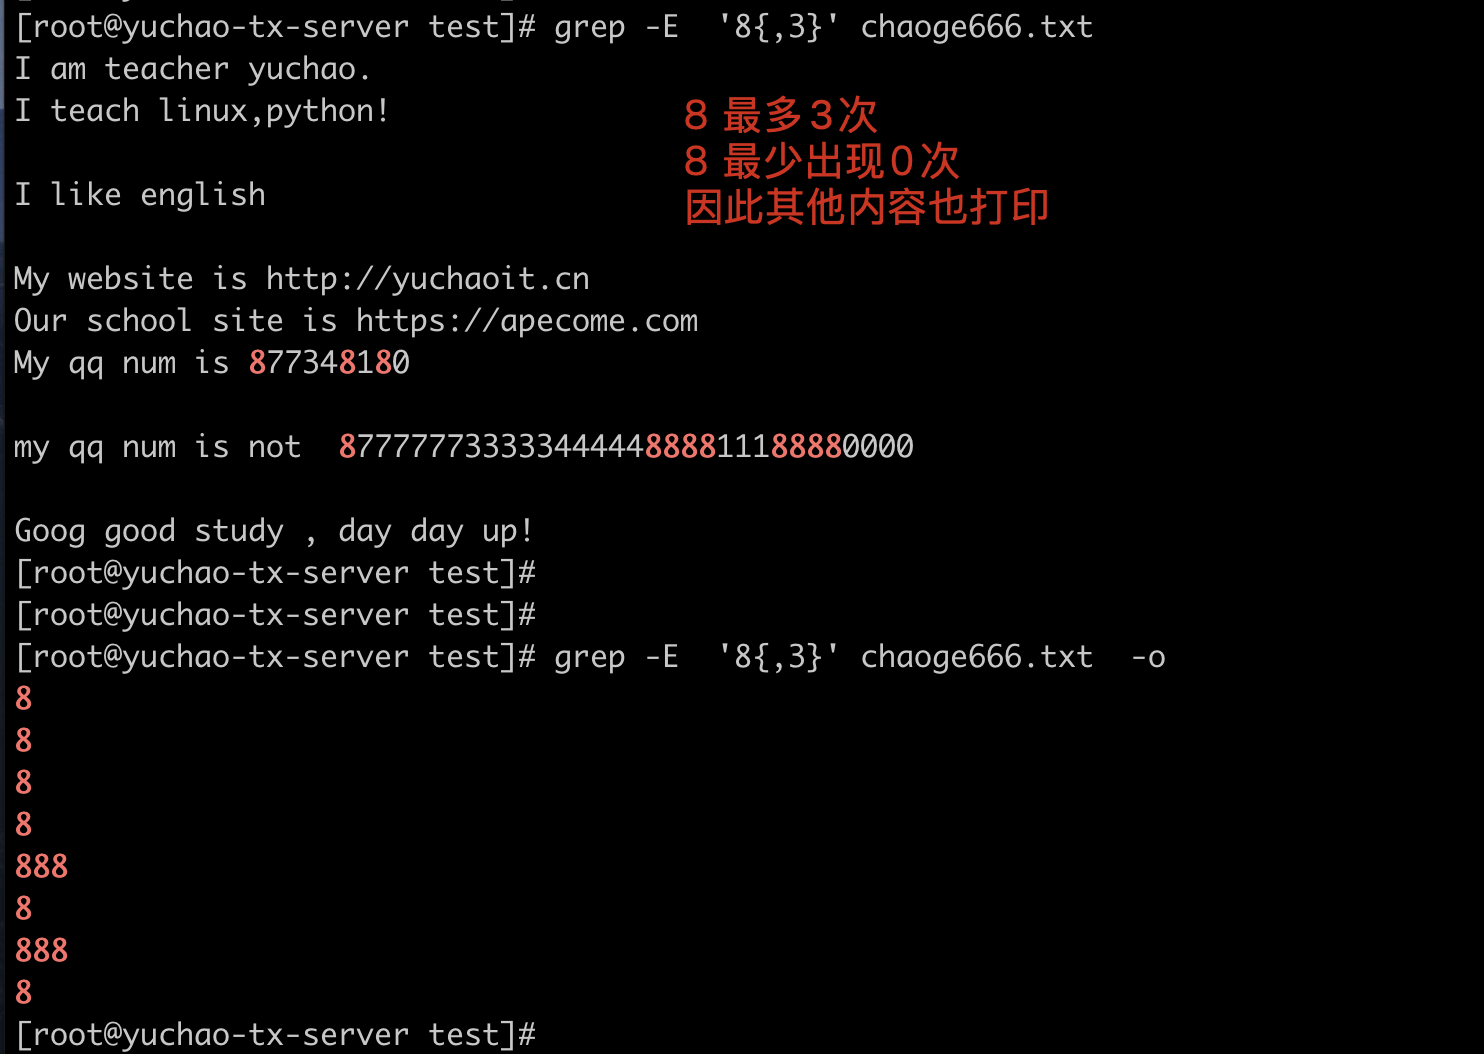 [root@yuchao-tx-server test]# grep -E  '8{,3}' chaoge666.txt
I am teacher yuchao.
I teach linux,python!
8 最多3次
8 最少出现0次
I like english
因此其他内容也打印
My website is http://yuchaoit.cn
Our school site is https://apecome.com
My qq num is 877348180
my qq num is not  87777773333344444888811188880000
Goog good study , day day up!
[root@yuchao-tx-server test]#
[root@yuchao-tx-server test]#
[root@yuchao-tx-server test]# grep -E  '8{,3}' chaoge666.txt  -o
8
8
8
8
888
8
888
8
[root@yuchao-tx-server test]#